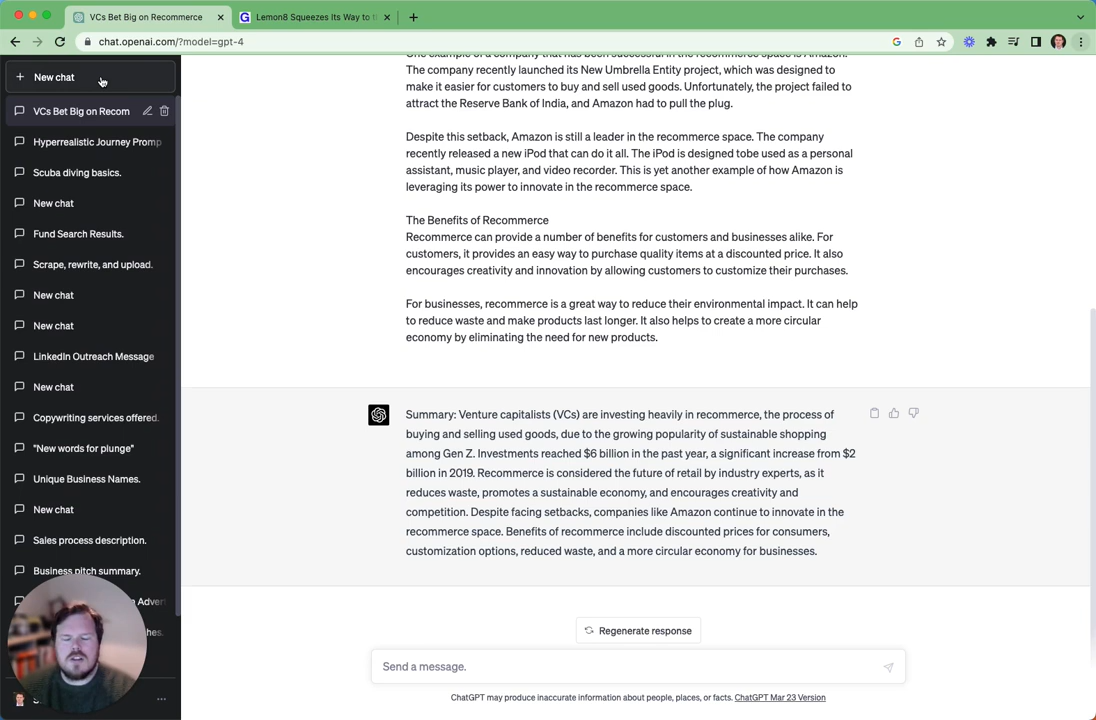 VCs Bet Big on Recommerce
Lemon8 Squeezes Its Way to t
chat.openai.com/?model=gpt-4
New chat
VCs Bet Big on Recom
Hyperrealistic Journey Promp
Scuba diving basics.
New chat
Fund Search Results.
Scrape, rewrite, and upload.
New chat
New chat
LinkedIn Outreach Message
New chat
Copywriting services offered.
"New words for plunge"
Unique Business Names.
New chat
Sales process description.
Business pitch summary.
The company recently launched its New Umbrella Entity project, which was designed to
make it easier for customers to buy and sell used goods. Unfortunately, the project failed to
attract the Reserve Bank of India, and Amazon had to pull the plug.
Despite this setback, Amazon is still a leader in the recommerce space. The company
recently released a new iPod that can do it all. The iPod is designed tobe used as a personal
assistant, music player, and video recorder. This is yet another example of how Amazon is
leveraging its power to innovate in the recommerce space.
The Benefits of Recommerce
Recommerce can provide a number of benefits for customers and businesses alike. For
customers, it provides an easy way to purchase quality items at a discounted price. It also
encourages creativity and innovation by allowing customers to customize their purchases.
For businesses, recommerce is a great way to reduce their environmental impact. It can help
to reduce waste and make products last longer. It also helps to create a more circular
economy by eliminating the need for new products.
Summary: Venture capitalists (VCs) are investing heavily in recommerce, the process of
buying and selling used goods, due to the growing popularity of sustainable shopping
among Gen Z. Investments reached $6 billion in the past year, a significant increase from $2
billion in 2019. Recommerce is considered the future of retail by industry experts, as it
reduces waste, promotes a sustainable economy, and encourages creativity and
competition. Despite facing setbacks, companies like Amazon continue to innovate in the
recommerce space. Benefits of recommerce include discounted prices for consumers,
customization options, reduced waste, and a more circular economy for businesses.
Regenerate response
Send a message.
ChatGPT may produce inaccurate information about people, places, or facts. ChatGPT Mar 23 Version